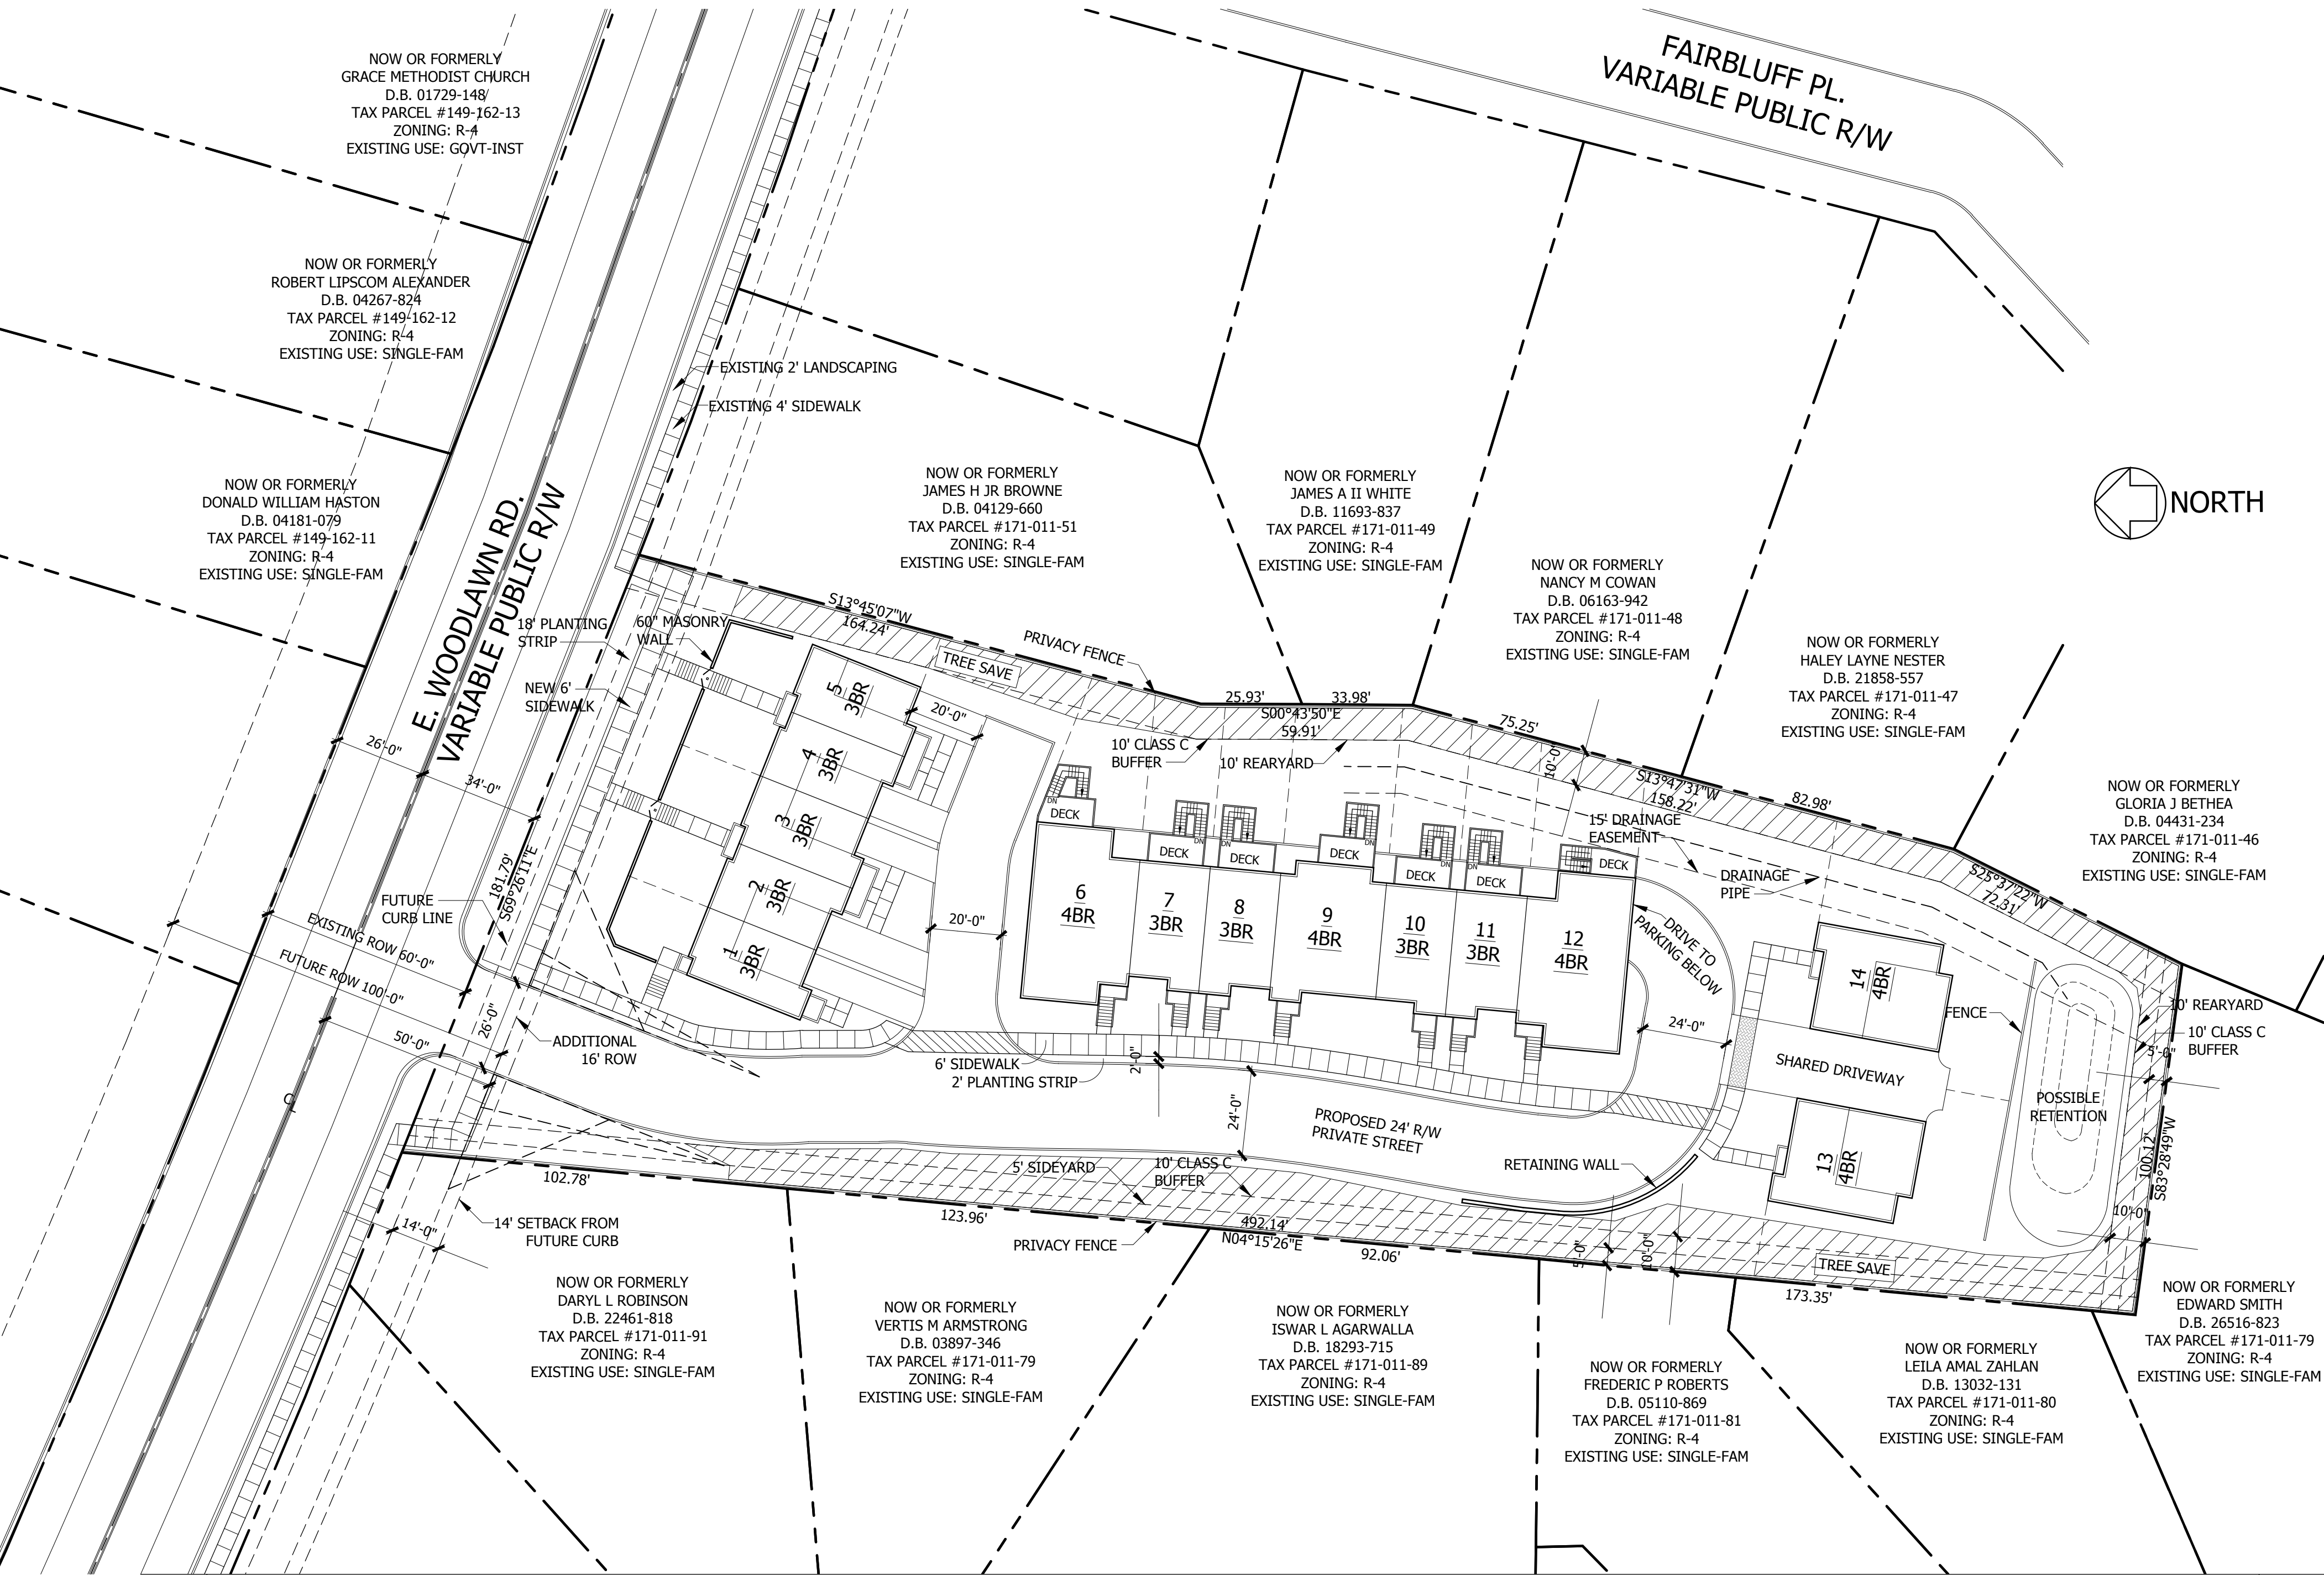 FAIRBLUFF PL.
VARIABLE PUBLIC R/W
NOW OR FORMERLY
GRACE METHODIST CHURCH
D.B. 01729-148
TAX PARCEL #149-162-13
ZONING: R-4
EXISTING USE: GOVT-INST
NOW OR FORMERLY
ROBERT LIPSCOM ALEXANDER
D.B. 04267-824
TAX PARCEL #149-162-12
ZONING: R-4
EXISTING USE: SINGLE-FAM
NOW OR FORMERLY
DONALD WILLIAM HASTON
D.B. 04181-079
TAX PARCEL #149-162-11
ZONING: R-4
EXISTING USE: SINGLE-FAM
EXISTING 2' LANDSCAPING
EXISTING 4' SIDEWALK
E. WOODLAWN RD.
VARIABLE PUBLIC R/W
NOW OR FORMERLY
JAMES H JR BROWNE
D.B. 04129-660
TAX PARCEL #171-011-51
ZONING: R-4
EXISTING USE: SINGLE-FAM
NOW OR FORMERLY
JAMES A II WHITE
D.B. 11693-837
TAX PARCEL #171-011-49
ZONING: R-4
EXISTING USE: SINGLE-FAM
NOW OR FORMERLY
NANCY M COWAN
D.B. 06163-942
TAX PARCEL #171-011-48
ZONING: R-4
EXISTING USE: SINGLE-FAM
NOW OR FORMERLY
HALEY LAYNE NESTER
D.B. 21858-557
TAX PARCEL #171-011-47
ZONING: R-4
EXISTING USE: SINGLE-FAM
NOW OR FORMERLY
GLORIA J BETHEA
D.B. 04431-234
TAX PARCEL #171-011-46
ZONING: R-4
EXISTING USE: SINGLE-FAM
NORTH
18' PLANTING
STRIP
60" MASONRY
WALL
NEW 6'
SIDEWALK
S13°45'07"W
164.24'
TREE SAVE
PRIVACY FENCE
25.93'
33.98'
S00°43'50"E
59.91'
10' CLASS C
BUFFER
10' REARYARD
75.25'
10'-0"
S13°47'31"W
158.22'
82.98'
15' DRAINAGE
EASEMENT
DRAINAGE
PIPE
S25°37'22"W
72.31'
26'-0"
34'-0"
181.79'
S69°26'11"E
FUTURE
CURB LINE
EXISTING ROW 60'-0"
FUTURE ROW 100'-0"
50'-0"
26'-0"
ADDITIONAL
16' ROW
CL
5
3BR
4
3BR
3
3BR
2
3BR
1
3BR
20'-0"
20'-0"
DN
DECK
DECK
DN
DN
DECK
DECK
DN
DECK
DN
DN
DECK
DECK
6
4BR
7
3BR
8
3BR
9
4BR
10
3BR
11
3BR
12
4BR
DRIVE TO
PARKING BELOW
14
4BR
FENCE
24'-0"
SHARED DRIVEWAY
13
4BR
POSSIBLE
RETENTION
10' REARYARD
10' CLASS C
BUFFER
5'-0"
100.12'
S83°28'49"W
10'-0"
6' SIDEWALK
2' PLANTING STRIP
2'-0"
24'-0"
PROPOSED 24' R/W
PRIVATE STREET
RETAINING WALL
5' SIDEYARD
10' CLASS C
BUFFER
102.78'
123.96'
492.14'
N04°15'26"E
92.06'
PRIVACY FENCE
5'-0"
10'-0"
TREE SAVE
173.35'
14'-0"
14' SETBACK FROM
FUTURE CURB
NOW OR FORMERLY
DARYL L ROBINSON
D.B. 22461-818
TAX PARCEL #171-011-91
ZONING: R-4
EXISTING USE: SINGLE-FAM
NOW OR FORMERLY
VERTIS M ARMSTRONG
D.B. 03897-346
TAX PARCEL #171-011-79
ZONING: R-4
EXISTING USE: SINGLE-FAM
NOW OR FORMERLY
ISWAR L AGARWALLA
D.B. 18293-715
TAX PARCEL #171-011-89
ZONING: R-4
EXISTING USE: SINGLE-FAM
NOW OR FORMERLY
FREDERIC P ROBERTS
D.B. 05110-869
TAX PARCEL #171-011-81
ZONING: R-4
EXISTING USE: SINGLE-FAM
NOW OR FORMERLY
LEILA AMAL ZAHLAN
D.B. 13032-131
TAX PARCEL #171-011-80
ZONING: R-4
EXISTING USE: SINGLE-FAM
NOW OR FORMERLY
EDWARD SMITH
D.B. 26516-823
TAX PARCEL #171-011-79
ZONING: R-4
EXISTING USE: SINGLE-FAM